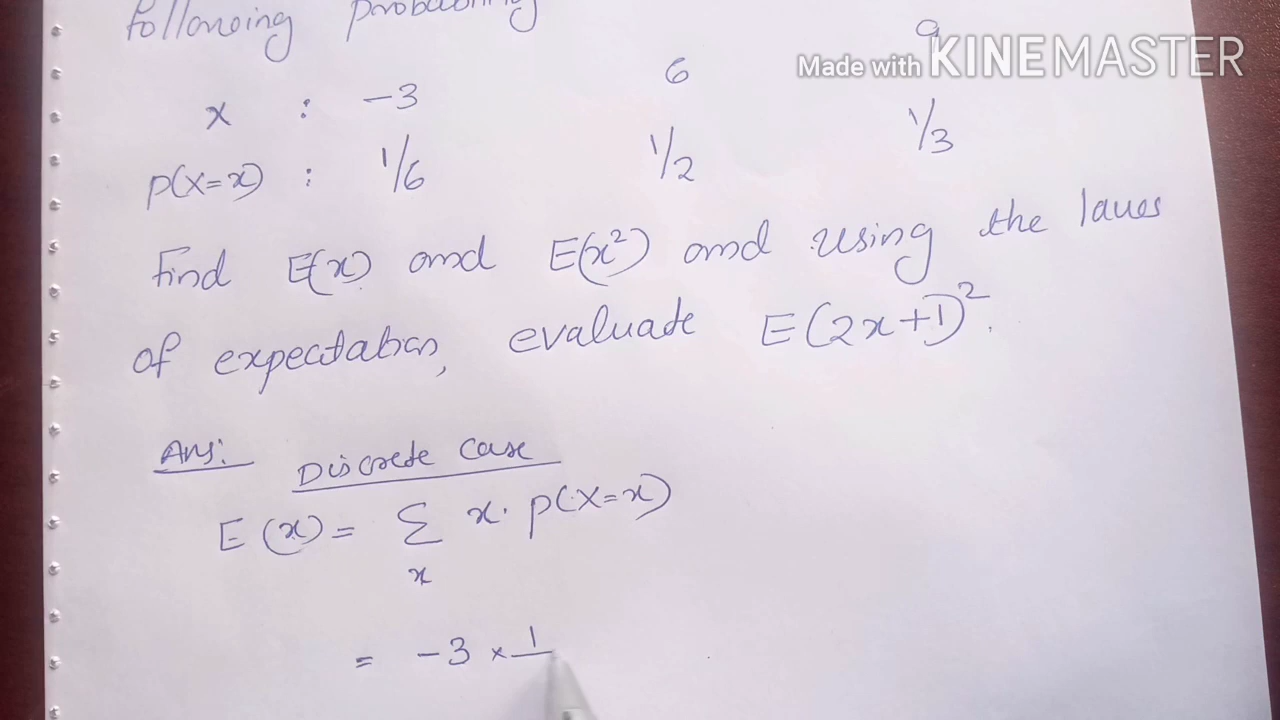 Following probability
Made with KINEMASTER
x : -3 6 9
p(X=x) : 1/6 1/2 1/3
Find E(x) and E(x²) and using the laws
of expectation, evaluate E(2x+1)².
Ans: Discrete Case
E(x) = Σ x. p(X=x)
x
= -3 × 1